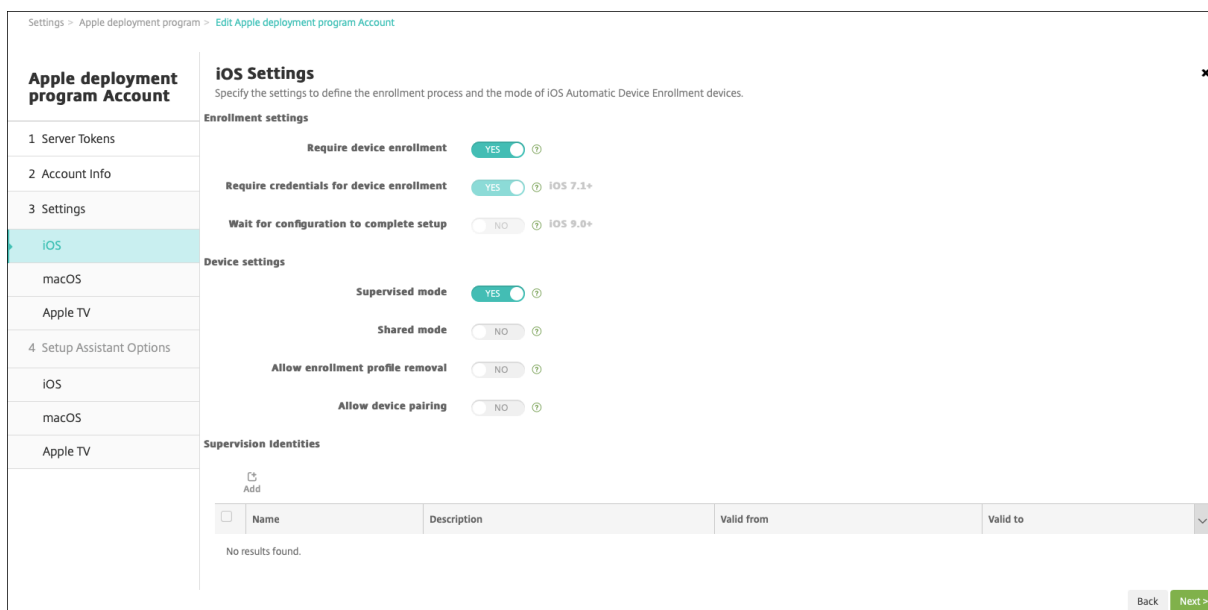 Settings > Apple deployment program > Edit Apple deployment program Account
Apple deployment
program Account
1 Server Tokens
2 Account Info
3 Settings
iOS
macOS
Apple TV
4 Setup Assistant Options
iOS
macOS
Apple TV
iOS Settings
Specify the settings to define the enrollment process and the mode of iOS Automatic Device Enrollment devices.
Enrollment settings
Require device enrollment YES
Require credentials for device enrollment YES iOS 7.1+
Wait for configuration to complete setup NO iOS 9.0+
Device settings
Supervised mode YES
Shared mode NO
Allow enrollment profile removal NO
Allow device pairing NO
Supervision Identities
Add
Name Description Valid from Valid to
No results found.
Back Next >